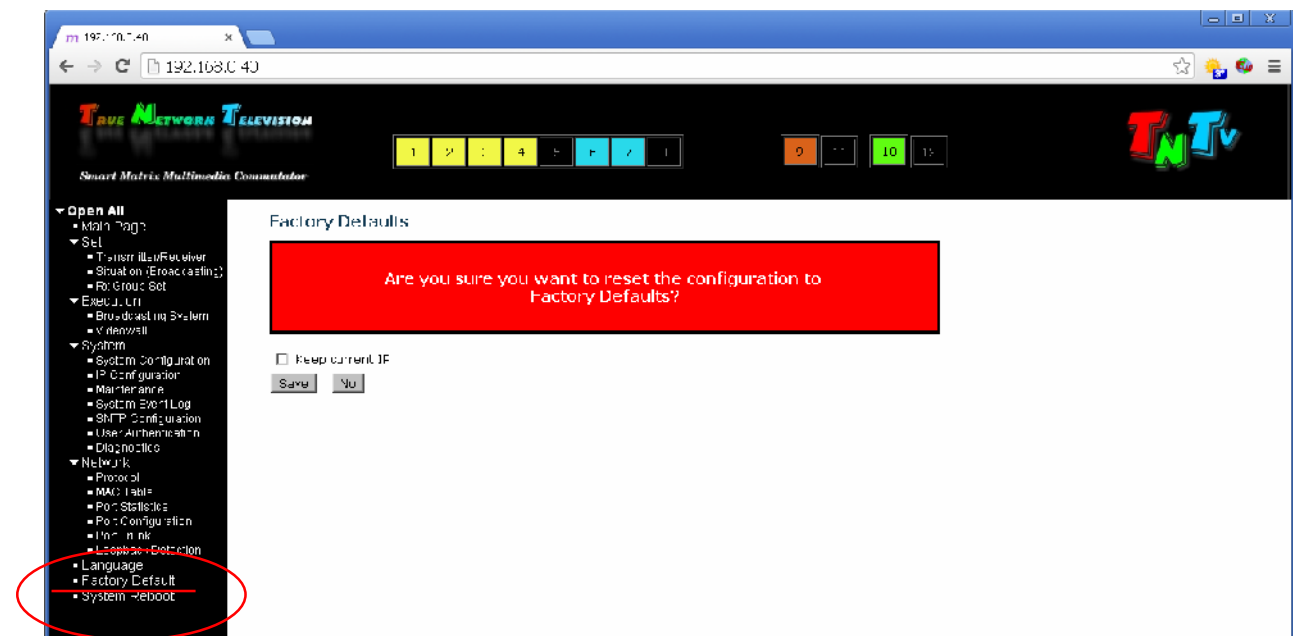 192.168.0.40
True Network Television
Smart Matrix Multimedia Commutator
1 2 4
9
10
TNTv
Open All
Main Page
Set
Transmitter/Receiver
Situation (Broadcasting)
Rx Group Set
Execution
Broadcasting System
Videowall
System
System Configuration
IP Configuration
Maintenance
System Event Log
Configuration
User Authentication
Diagnostics
Network
Protocol
MAC Table
Port Statistics
Port Configuration
Loopback Detection
Language
Factory Default
System Reboot
Factory Defaults
Are you sure you want to reset the configuration to
Factory Defaults?
Keep current IP
Save No